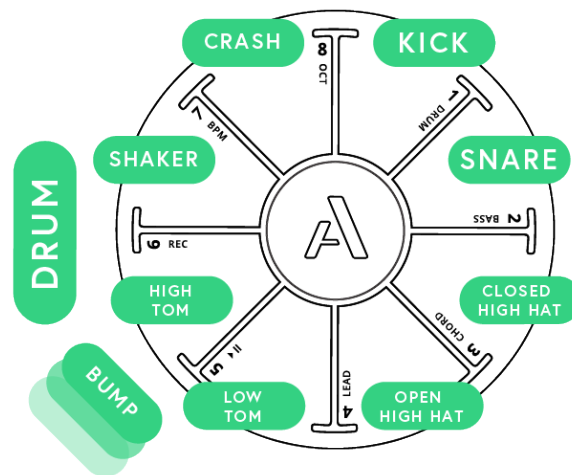 CRASH
KICK
8 OCT
1 DRUM
7 BPM
SHAKER
SNARE
DRUM
2 BASS
6 REC
HIGH
TOM
CLOSED
HIGH HAT
3 CHORD
5
4 LEAD
BUMP
LOW
TOM
OPEN
HIGH HAT
A